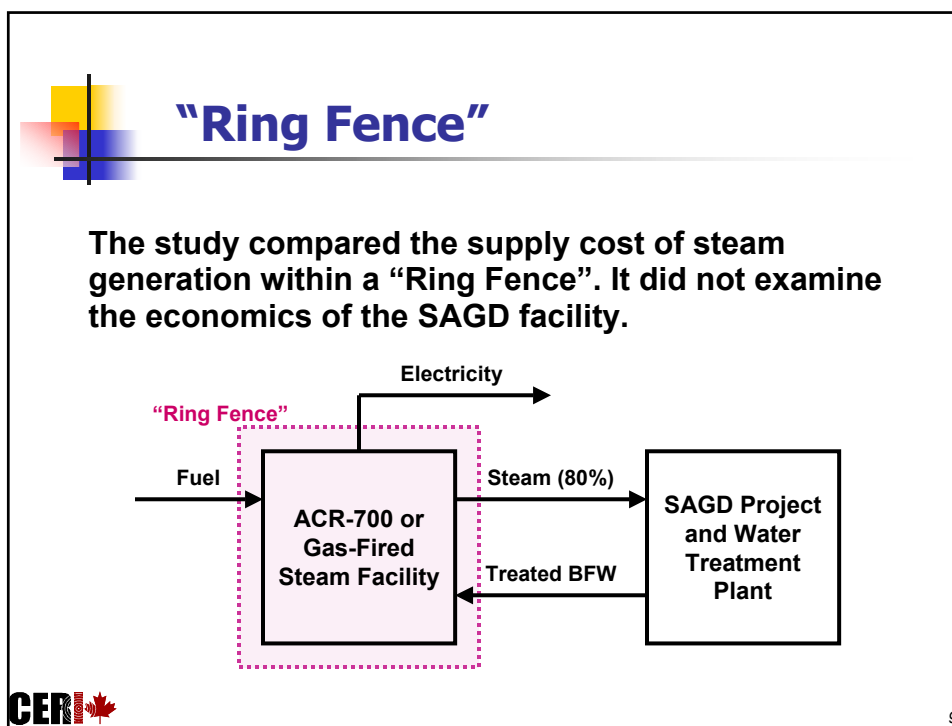 “Ring Fence”
The study compared the supply cost of steam
generation within a “Ring Fence”. It did not examine
the economics of the SAGD facility.
Electricity
“Ring Fence”
Fuel
ACR-700 or
Gas-Fired
Steam Facility
Steam (80%)
Treated BFW
SAGD Project
and Water
Treatment
Plant
CERI